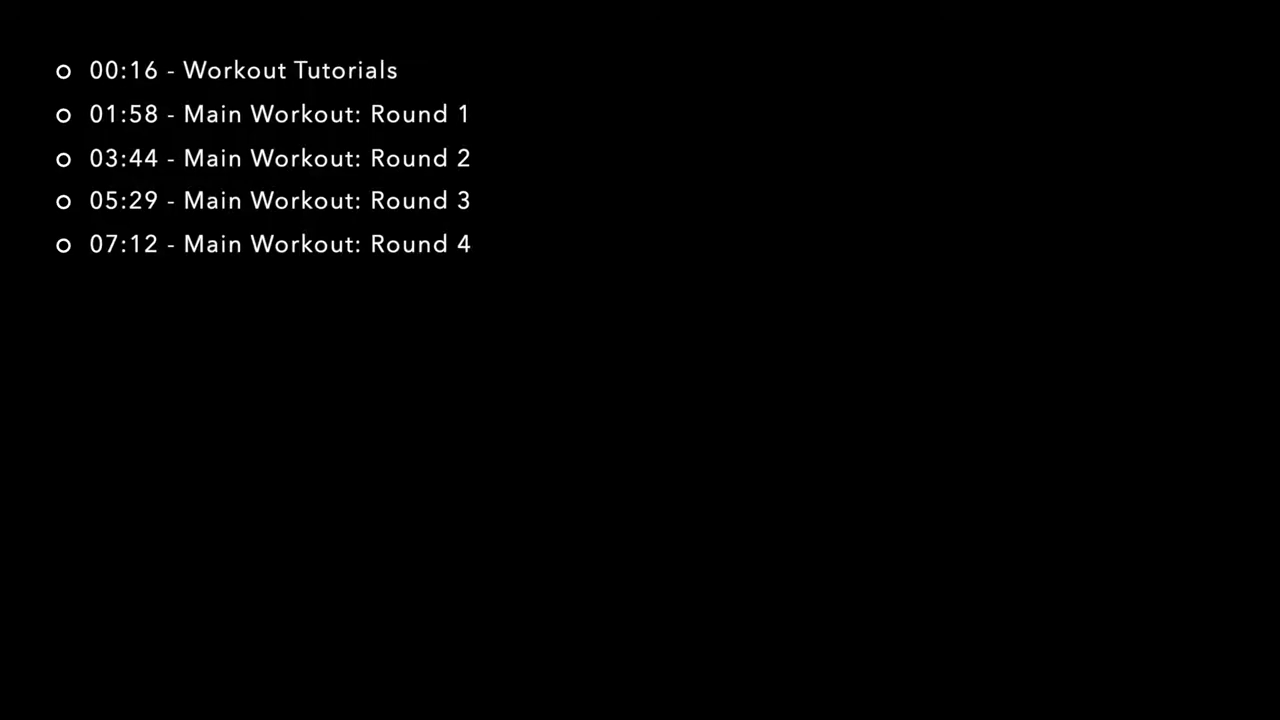 00:16 - Workout Tutorials
01:58 - Main Workout: Round 1
03:44 - Main Workout: Round 2
05:29 - Main Workout: Round 3
07:12 - Main Workout: Round 4